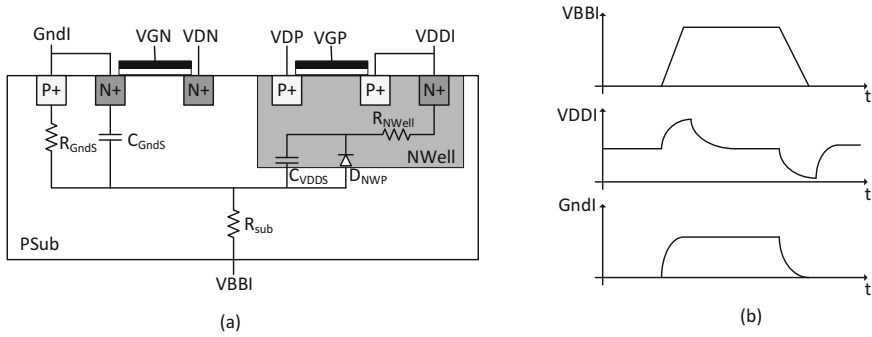 GndI VGN VDN VDP VGP VDDI
P+ N+ N+ P+ P+ N+
RGndS CGndS RNWell
NWell
CVDDS DNWP
Rsub
PSub
VBBI
(a)
VBBI
t
VDDI
t
GndI
t
(b)